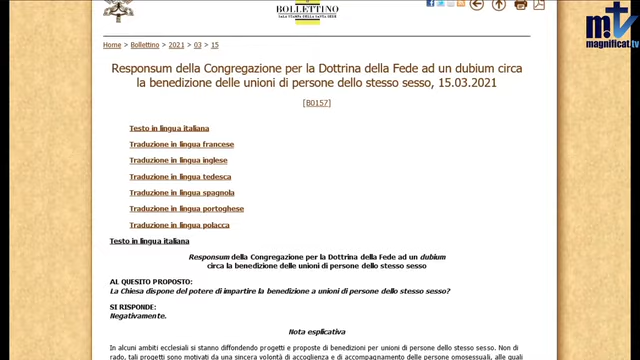 BOLLETTINO
SALA STAMPA DELLA SANTA SEDE
PDF
magnificat.tv
Home > Bollettino > 2021 > 03 > 15
Responsum della Congregazione per la Dottrina della Fede ad un dubium circa
la benedizione delle unioni di persone dello stesso sesso, 15.03.2021
[B0157]
Testo in lingua italiana
Traduzione in lingua francese
Traduzione in lingua inglese
Traduzione in lingua tedesca
Traduzione in lingua spagnola
Traduzione in lingua portoghese
Traduzione in lingua polacca
Testo in lingua italiana
Responsum della Congregazione per la Dottrina della Fede ad un dubium
circa la benedizione delle unioni di persone dello stesso sesso
AL QUESITO PROPOSTO:
La Chiesa dispone del potere di impartire la benedizione a unioni di persone dello stesso sesso?
SI RISPONDE:
Negativamente.
Nota esplicativa
In alcuni ambiti ecclesiali si stanno diffondendo progetti e proposte di benedizioni per unioni di persone dello stesso sesso. Non di
rado, tali progetti sono motivati da una sincera volontà di accoglienza e di accompagnamento delle persone omosessuali, alle quali